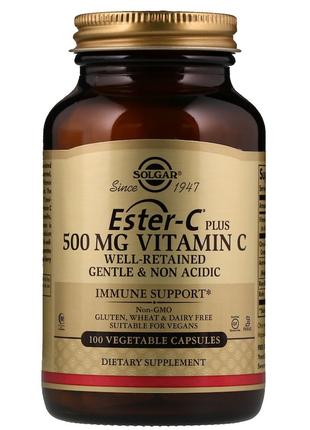 SOLGAR®
Since 1947
Ester-C® PLUS
500 MG VITAMIN C
WELL-RETAINED
GENTLE & NON ACIDIC
IMMUNE SUPPORT*
Non-GMO
GLUTEN, WHEAT & DAIRY FREE
SUITABLE FOR VEGANS
100 VEGETABLE CAPSULES
DIETARY SUPPLEMENT